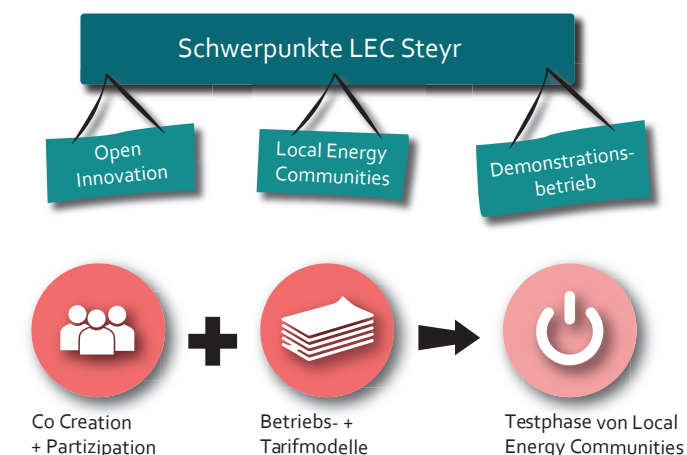 Schwerpunkte LEC Steyr
Open
Innovation
Local Energy
Communities
Demonstrations-
betrieb
Co Creation
+ Partizipation
Betriebs- +
Tarifmodelle
Testphase von Local
Energy Communities